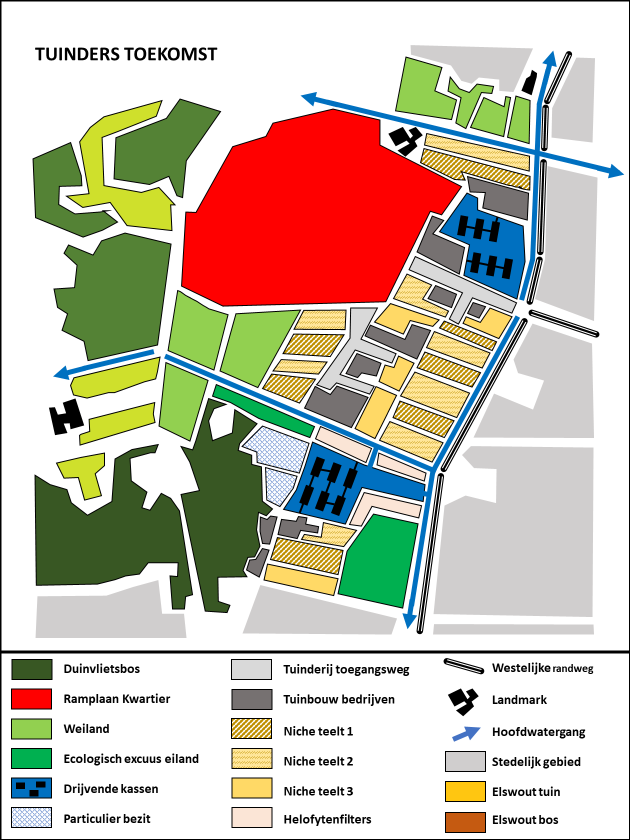 TUINDERS TOEKOMST
Duinvlietsbos
Ramplaan Kwartier
Weiland
Ecologisch excuus eiland
Drijvende kassen
Particulier bezit
Tuinderij toegangsweg
Tuinbouw bedrijven
Niche teelt 1
Niche teelt 2
Niche teelt 3
Helofytenfilters
Westelijke randweg
Landmark
Hoofdwatergang
Stedelijk gebied
Elswout tuin
Elswout bos